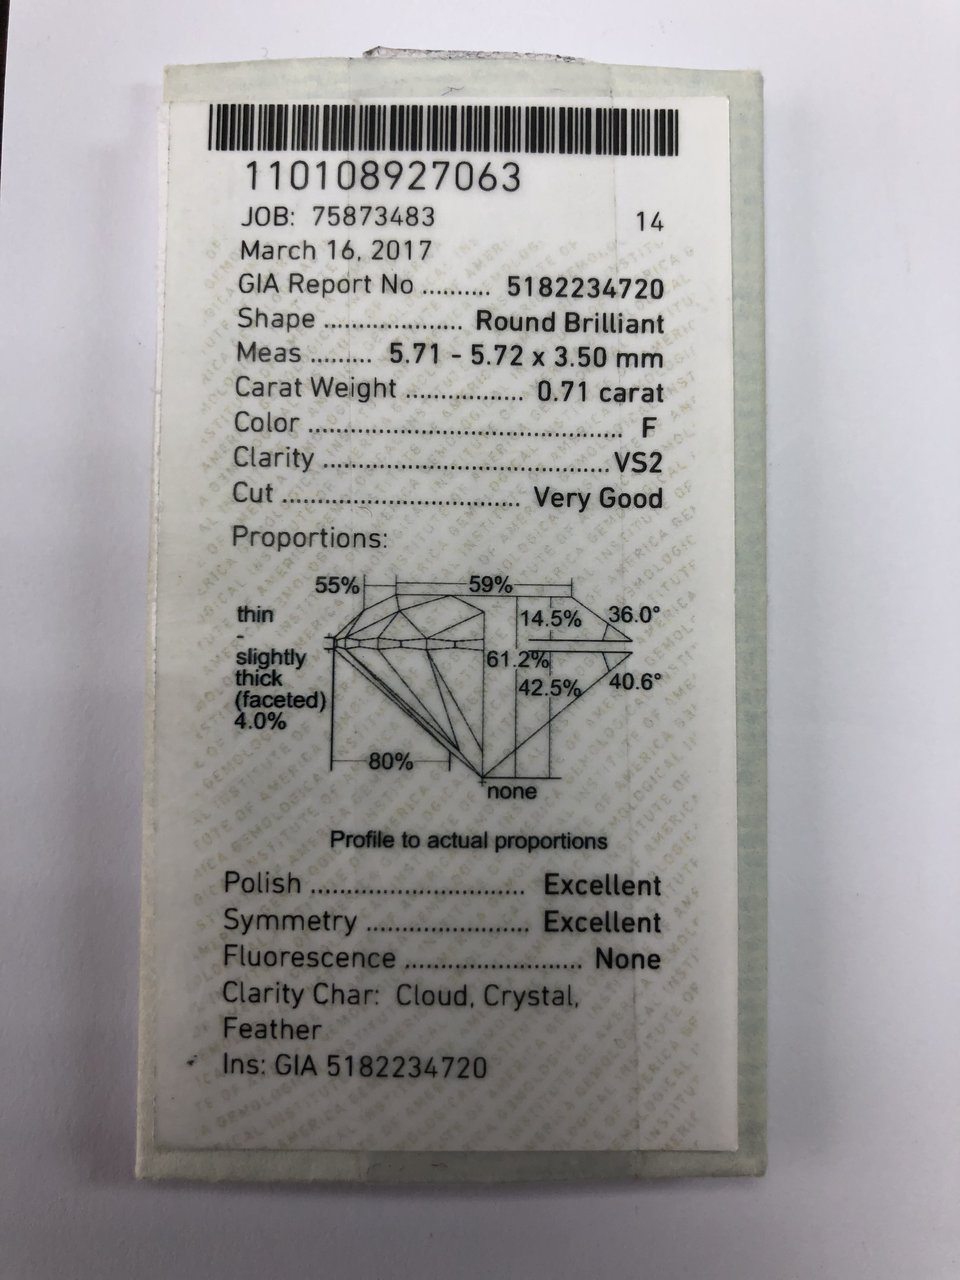 110108927063
JOB: 75873483 14
March 16, 2017
GIA Report No .......... 5182234720
Shape .................... Round Brilliant
Meas ......... 5.71 - 5.72 x 3.50 mm
Carat Weight ................. 0.71 carat
Color ............................................. F
Clarity ......................................... VS2
Cut .................................. Very Good
Proportions:
55% 59%
thin 14.5% 36.0°
-
slightly 61.2%
thick 42.5% 40.6°
(faceted)
4.0%
80%
none
Profile to actual proportions
Polish ............................... Excellent
Symmetry ........................ Excellent
Fluorescence .......................... None
Clarity Char: Cloud, Crystal,
Feather
Ins: GIA 5182234720